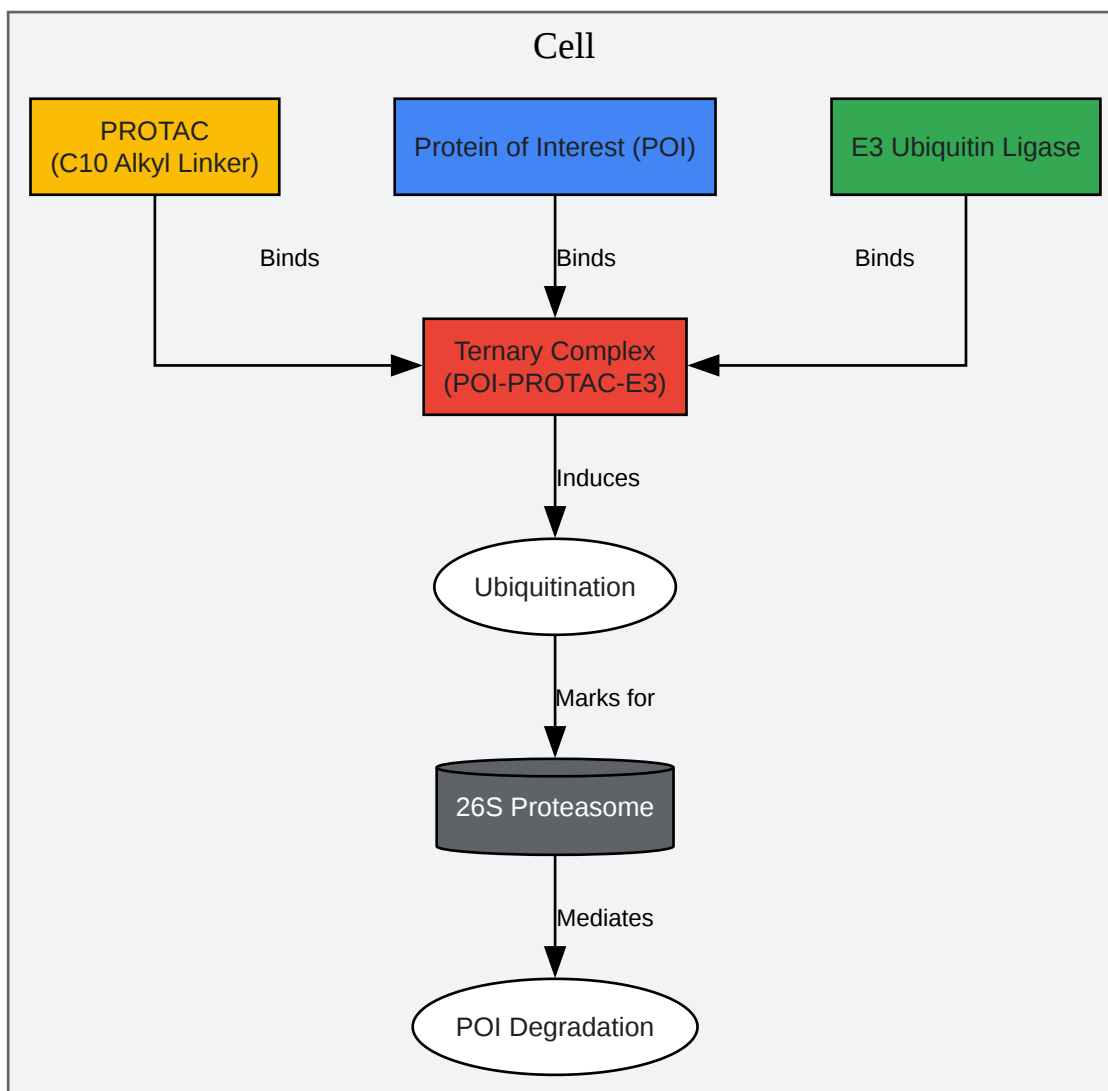 Cell
PROTAC
(C10 Alkyl Linker)
Protein of Interest (POI)
E3 Ubiquitin Ligase
Binds
Binds
Binds
Ternary Complex
(POI-PROTAC-E3)
Induces
Ubiquitination
Marks for
26S Proteasome
Mediates
POI Degradation